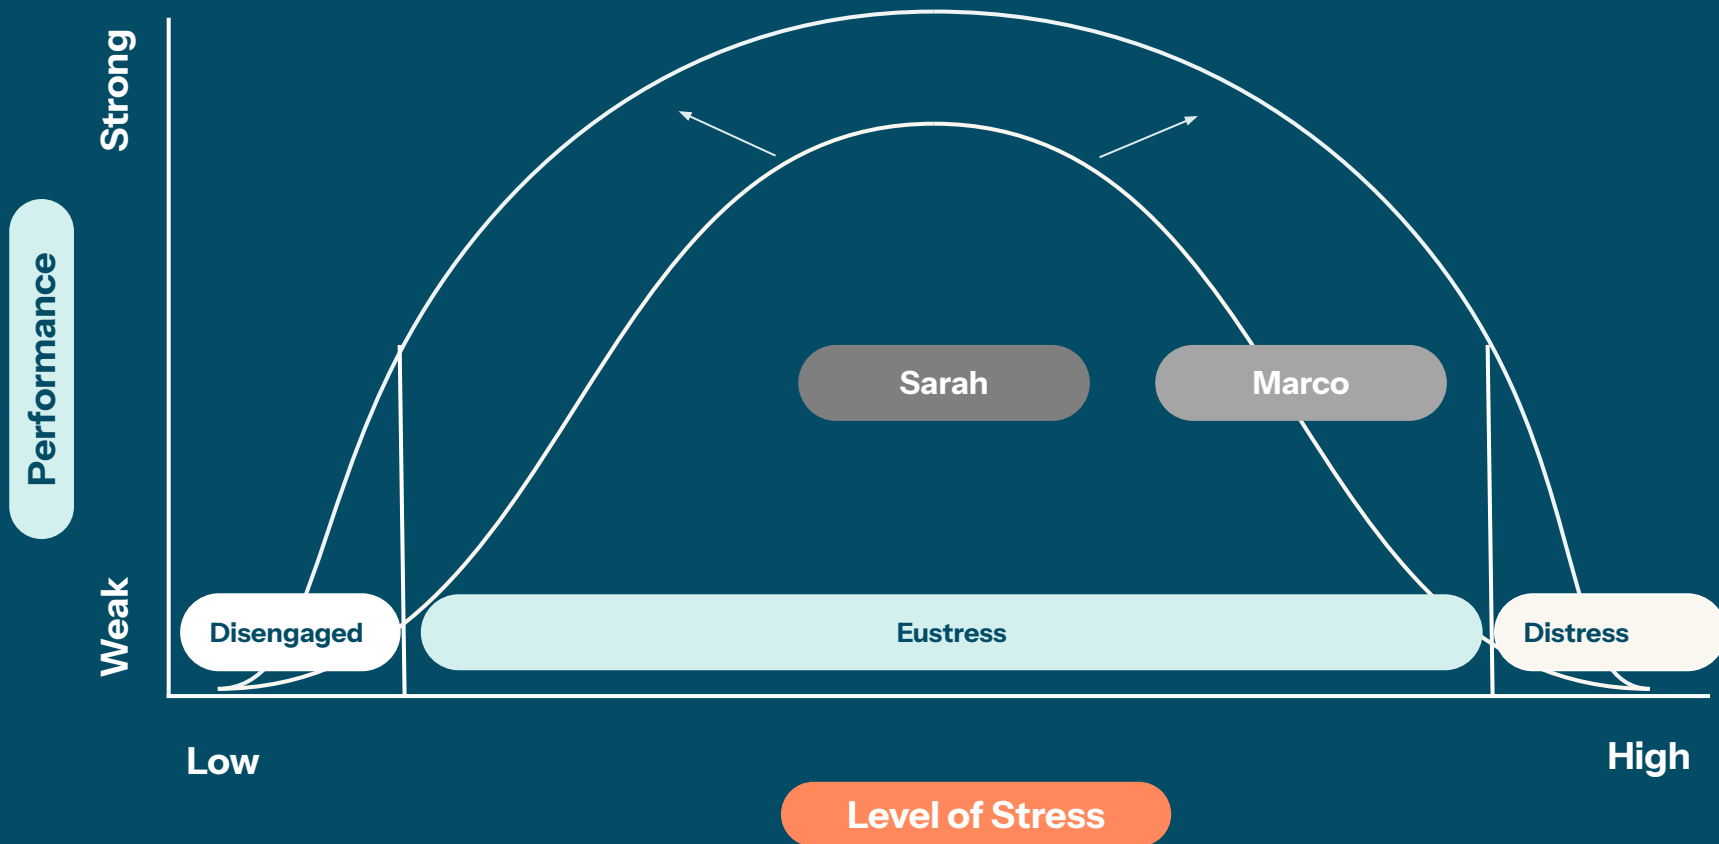 Strong
Performance
Weak
Sarah
Marco
Disengaged
Eustress
Distress
Low
High
Level of Stress